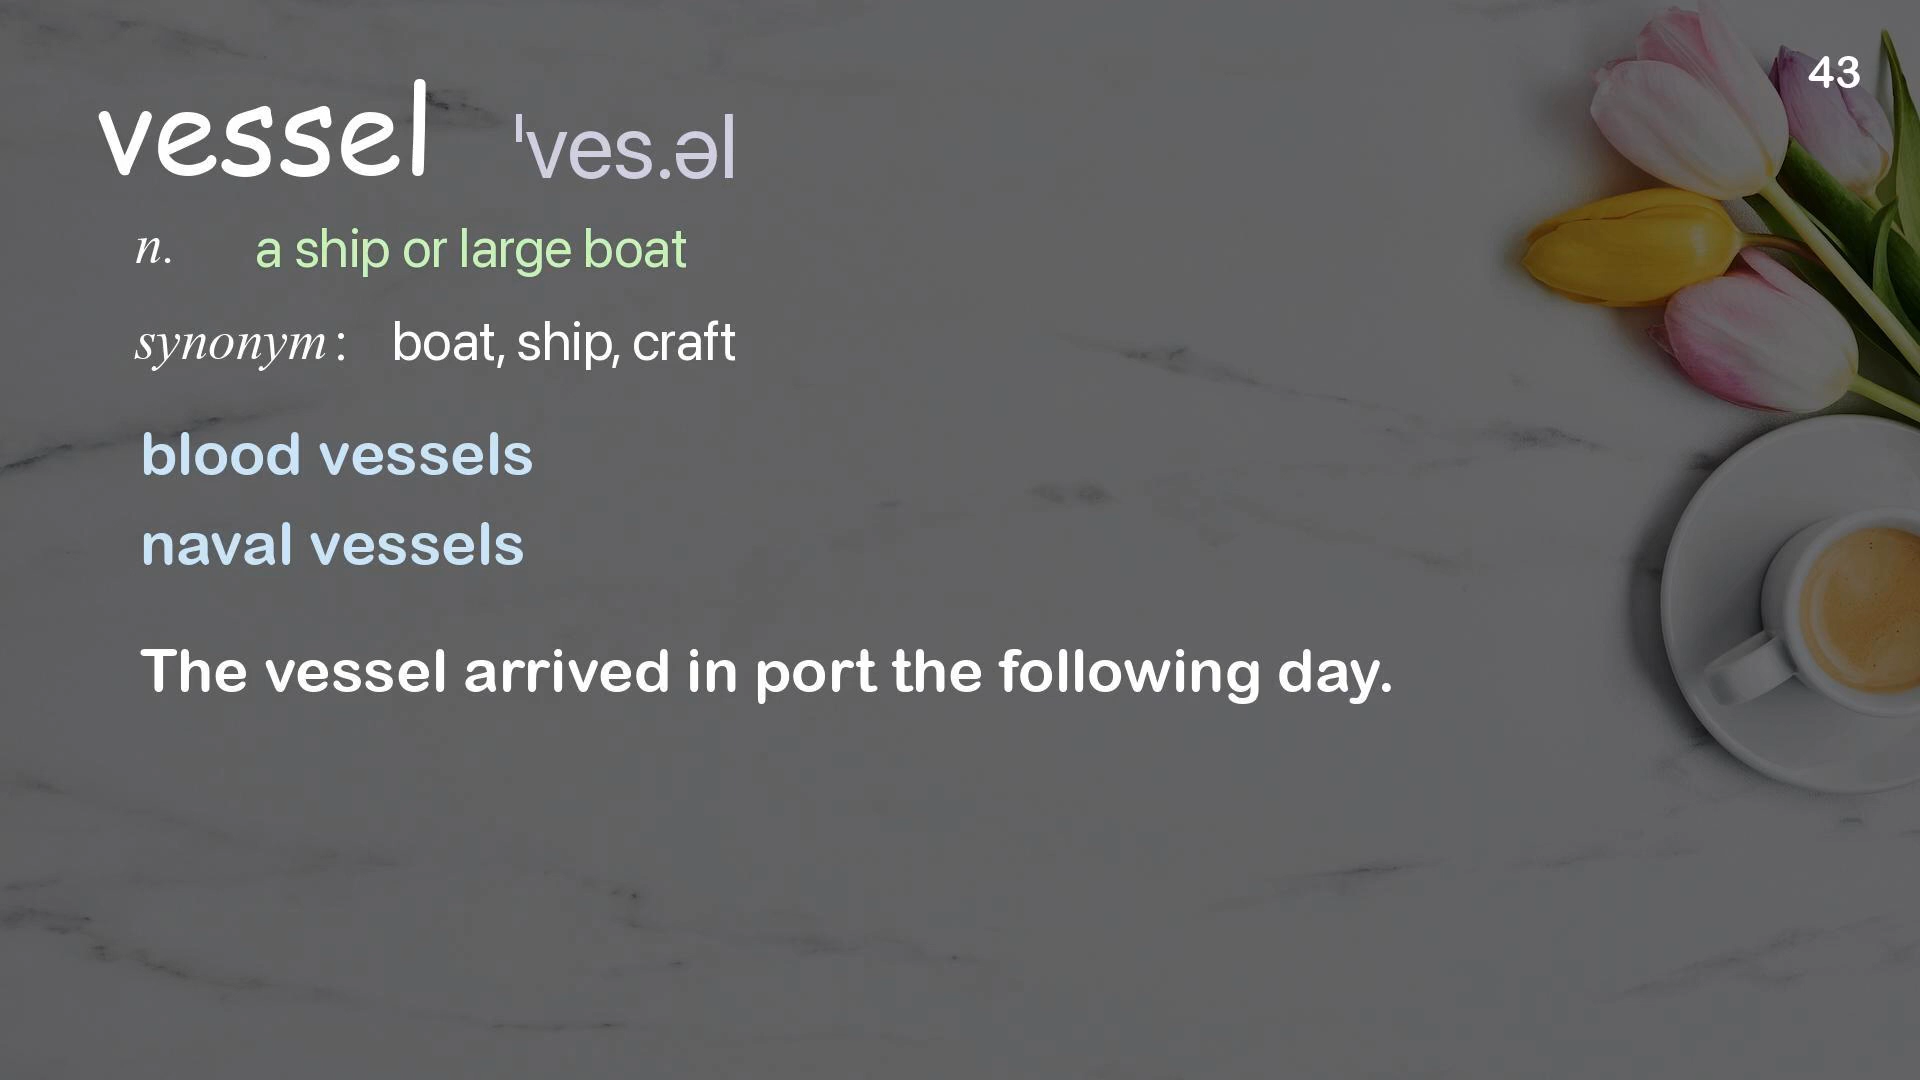 43
vessel ˈves.əl
n. a ship or large boat
synonym: boat, ship, craft
blood vessels
naval vessels
The vessel arrived in port the following day.